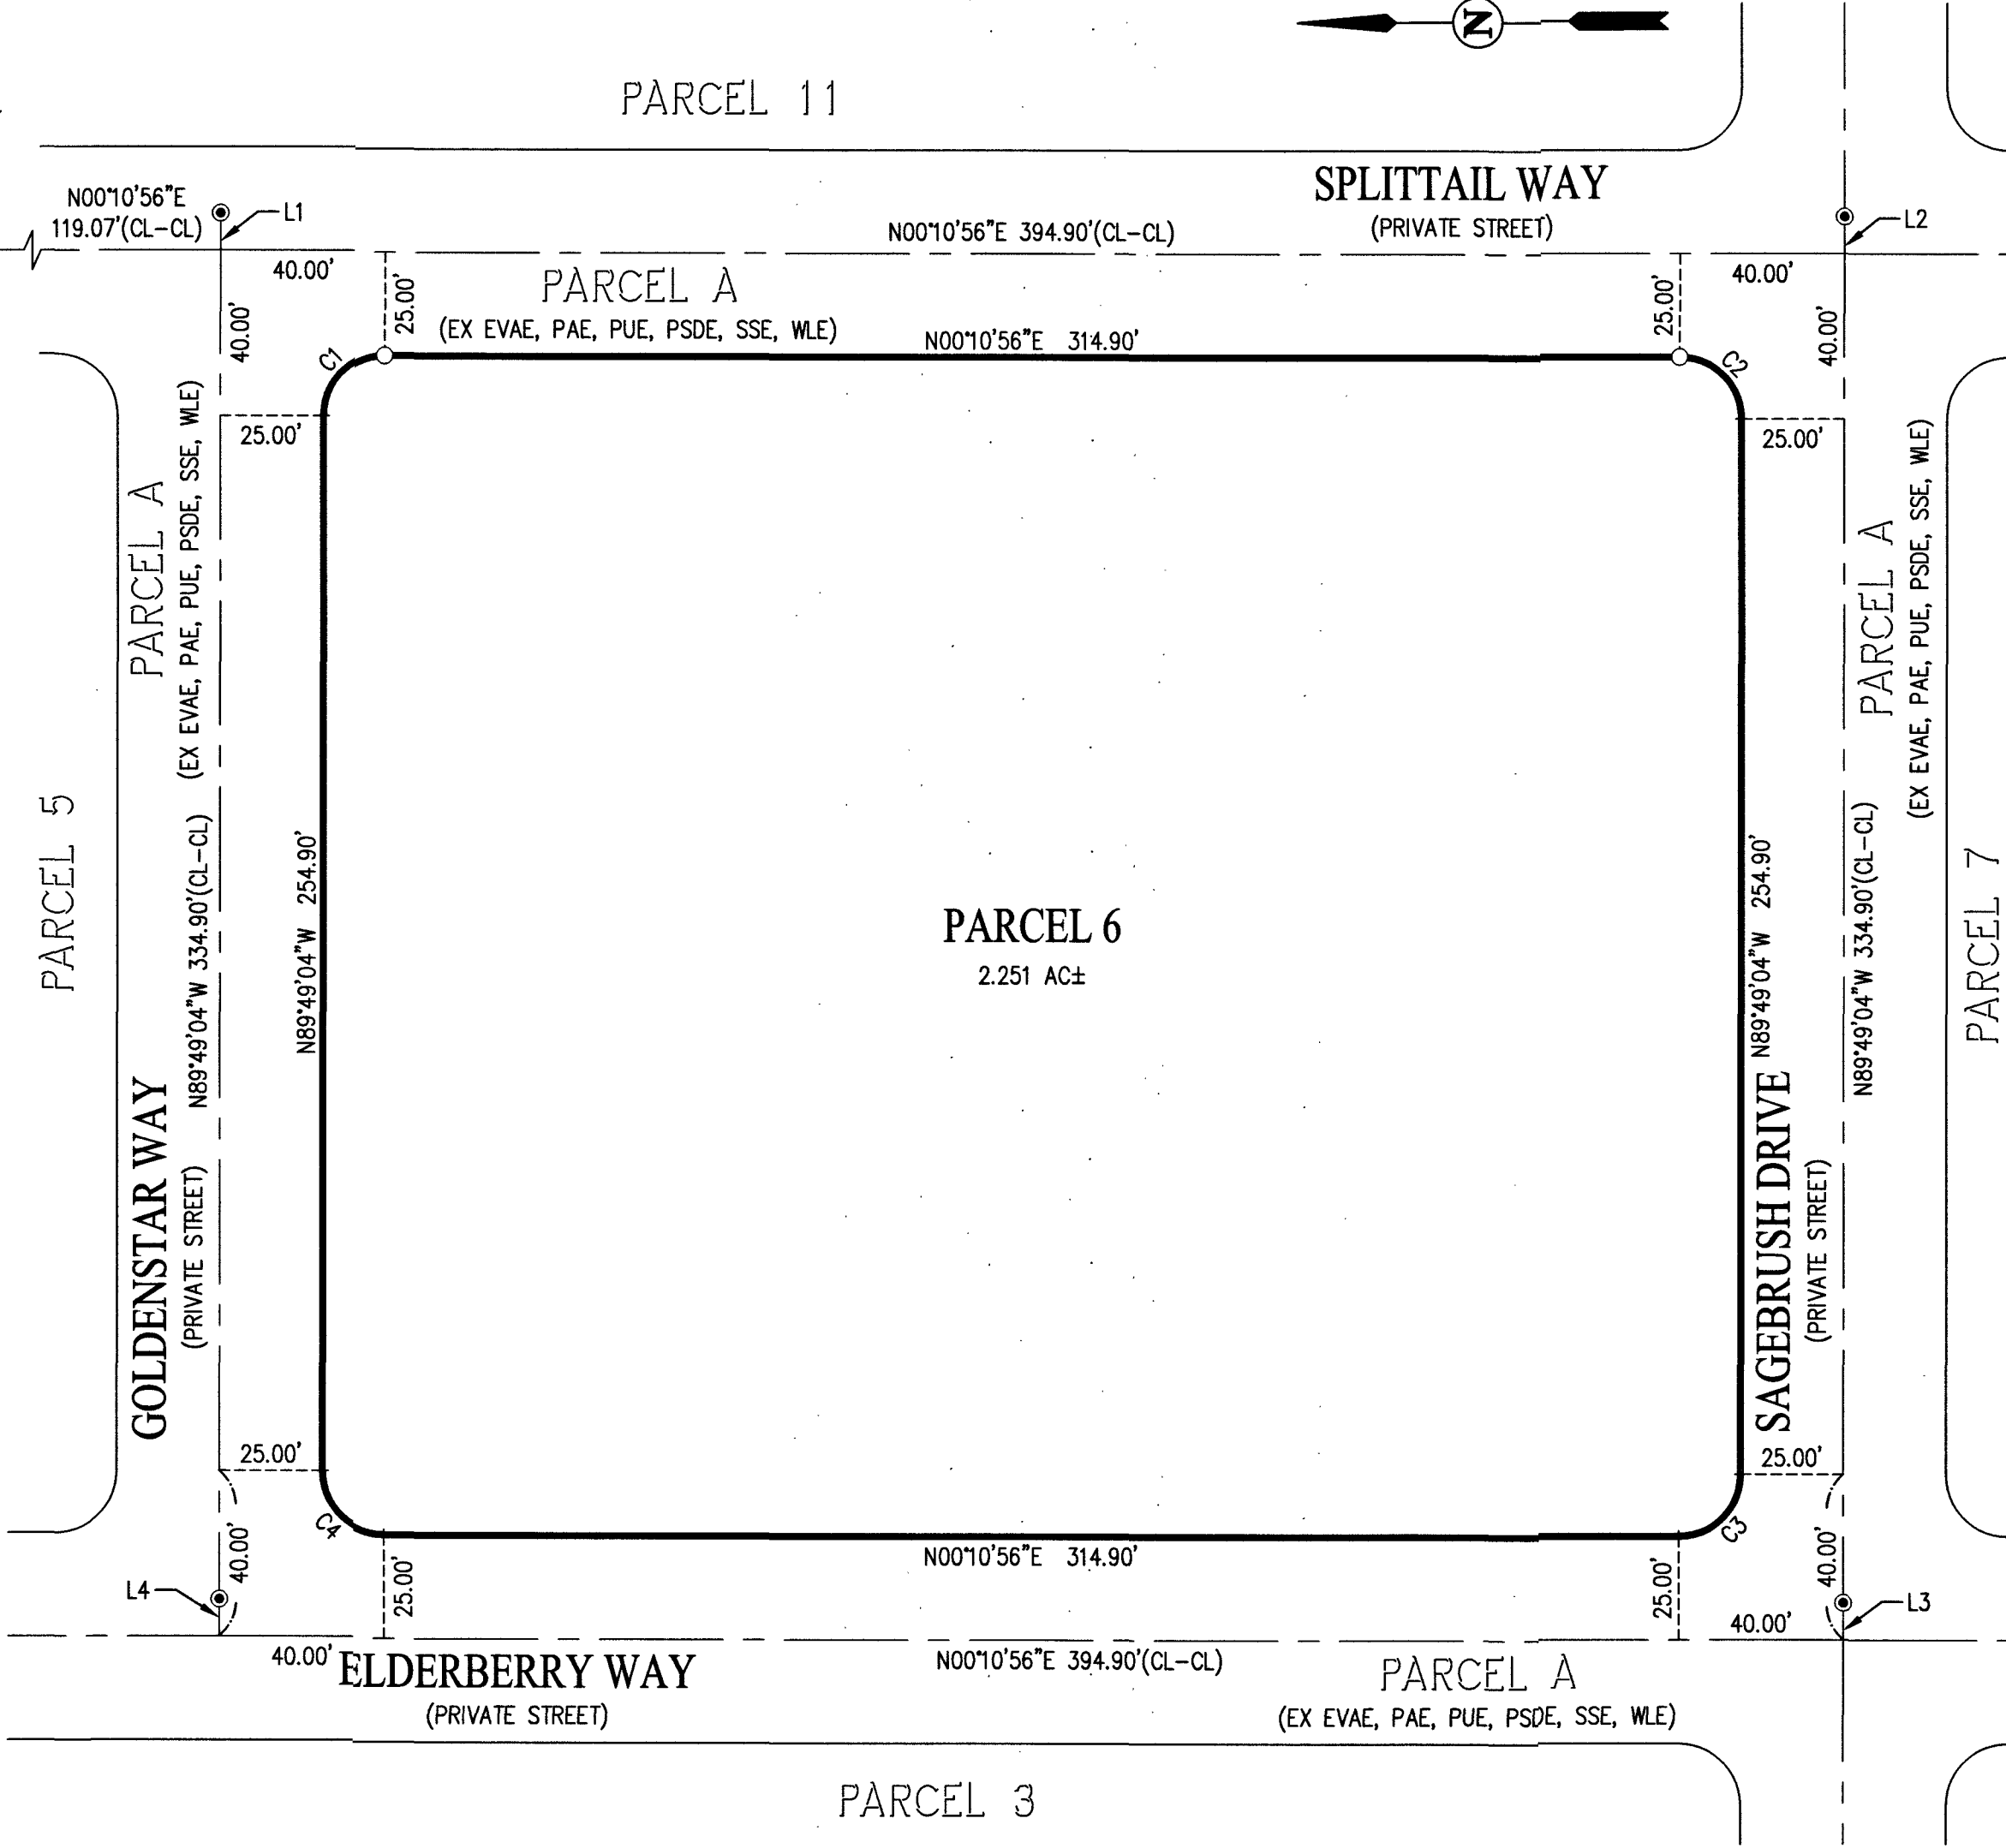 N
PARCEL 11
SPLITTAIL WAY
(PRIVATE STREET)
N00°10'56"E
119.07'(CL-CL)
L1
L2
N00°10'56"E 394.90'(CL-CL)
40.00'
40.00'
PARCEL A
(EX EVAE, PAE, PUE, PSDE, SSE, WLE)
25.00'
25.00'
40.00'
40.00'
N00°10'56"E 314.90'
C1
C2
25.00'
25.00'
PARCEL A
(EX EVAE, PAE, PUE, PSDE, SSE, WLE)
PARCEL A
(EX EVAE, PAE, PUE, PSDE, SSE, WLE)
PARCEL 5
N89°49'04"W 334.90'(CL-CL)
N89°49'04"W 254.90'
PARCEL 6
2.251 AC±
N89°49'04"W 254.90'
N89°49'04"W 334.90'(CL-CL)
PARCEL 7
GOLDENSTAR WAY
(PRIVATE STREET)
SAGEBRUSH DRIVE
(PRIVATE STREET)
25.00'
25.00'
C4
C3
40.00'
40.00'
N00°10'56"E 314.90'
25.00'
25.00'
L4
L3
40.00'
40.00'
ELDERBERRY WAY
(PRIVATE STREET)
N00°10'56"E 394.90'(CL-CL)
PARCEL A
(EX EVAE, PAE, PUE, PSDE, SSE, WLE)
PARCEL 3